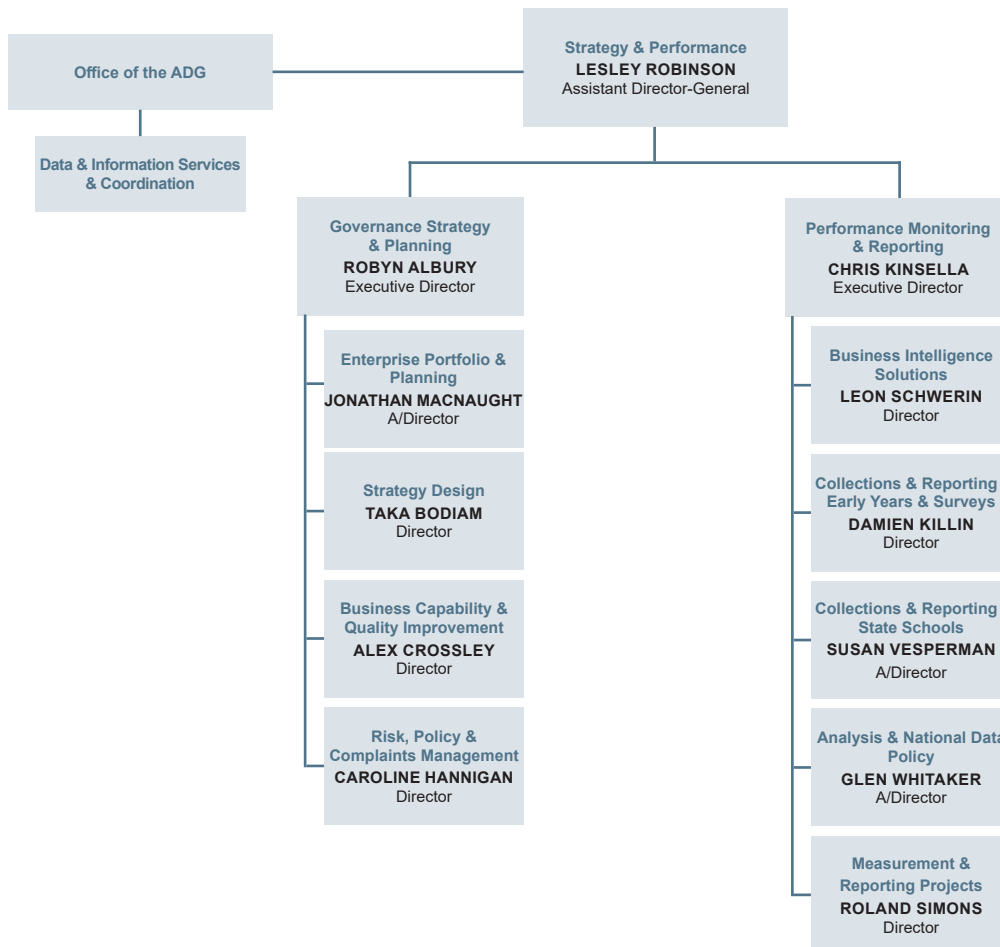 Strategy & Performance
LESLEY ROBINSON
Assistant Director-General
Office of the ADG
Data & Information Services
& Coordination
Governance Strategy
& Planning
ROBYN ALBURY
Executive Director
Enterprise Portfolio &
Planning
JONATHAN MACNAUGHT
A/Director
Strategy Design
TAKA BODIAM
Director
Business Capability &
Quality Improvement
ALEX CROSSLEY
Director
Risk, Policy &
Complaints Management
CAROLINE HANNIGAN
Director
Performance Monitoring
& Reporting
CHRIS KINSELLA
Executive Director
Business Intelligence
Solutions
LEON SCHWERIN
Director
Collections & Reporting
Early Years & Surveys
DAMIEN KILLIN
Director
Collections & Reporting
State Schools
SUSAN VESPERMAN
A/Director
Analysis & National Data
Policy
GLEN WHITAKER
A/Director
Measurement &
Reporting Projects
ROLAND SIMONS
Director